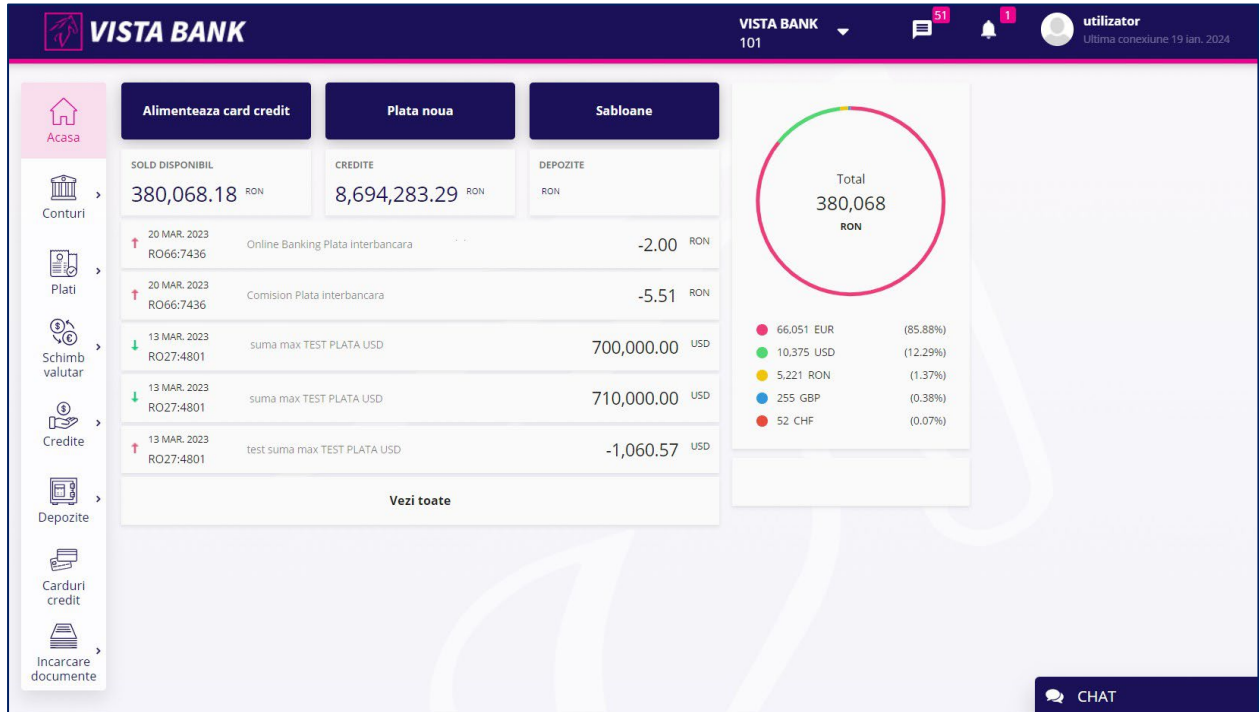 VISTA BANK
VISTA BANK
101
51
1
utilizator
Ultima conexiune 19 ian. 2024
Acasa
Conturi
Plati
Schimb
valutar
Credite
Depozite
Carduri
credit
Incarcare
documente
Alimenteaza card credit
Plata noua
Sabloane
SOLD DISPONIBIL
380,068.18 RON
CREDITE
8,694,283.29 RON
DEPOZITE
RON
20 MAR. 2023
RO66:7436
Online Banking Plata interbancara
-2.00 RON
20 MAR. 2023
RO66:7436
Comision Plata interbancara
-5.51 RON
13 MAR. 2023
RO27:4801
suma max TEST PLATA USD
700,000.00 USD
13 MAR. 2023
RO27:4801
suma max TEST PLATA USD
710,000.00 USD
13 MAR. 2023
RO27:4801
test suma max TEST PLATA USD
-1,060.57 USD
Vezi toate
Total
380,068
RON
66,051 EUR (85.88%)
10,375 USD (12.29%)
5,221 RON (1.37%)
255 GBP (0.38%)
52 CHF (0.07%)
CHAT